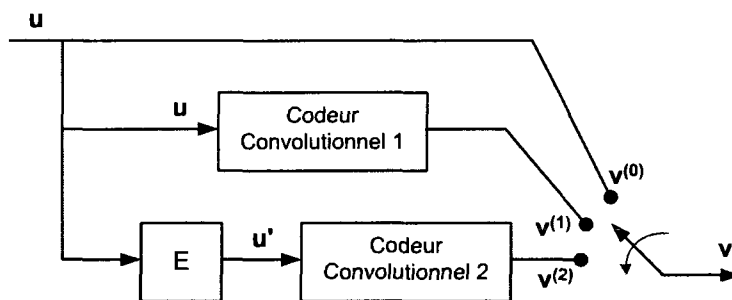 u
u
Codeur
Convolutionnel 1
v(0)
v(1)
E
u'
Codeur
Convolutionnel 2
v(2)
v